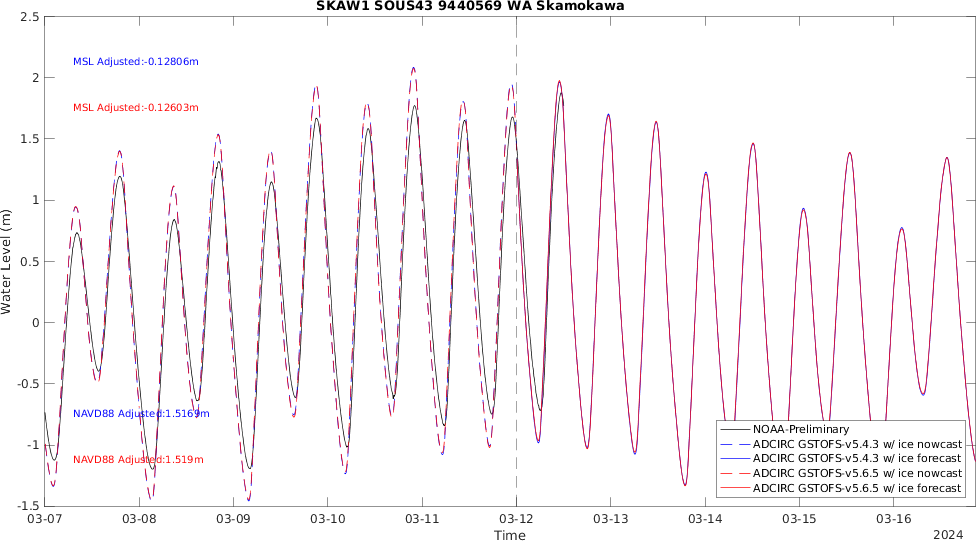 SKAW1 SOUS43 9440569 WA Skamokawa
2.5
2
1.5
1
0.5
0
-0.5
-1
-1.5
Water Level (m)
MSL Adjusted:-0.12806m
MSL Adjusted:-0.12603m
NAVD88 Adjusted:1.5169m
NAVD88 Adjusted:1.519m
NOAA-Preliminary
ADCIRC GSTOFS-v5.4.3 w/ ice nowcast
ADCIRC GSTOFS-v5.4.3 w/ ice forecast
ADCIRC GSTOFS-v5.6.5 w/ ice nowcast
ADCIRC GSTOFS-v5.6.5 w/ ice forecast
03-07 03-08 03-09 03-10 03-11 03-12 03-13 03-14 03-15 03-16
Time
2024